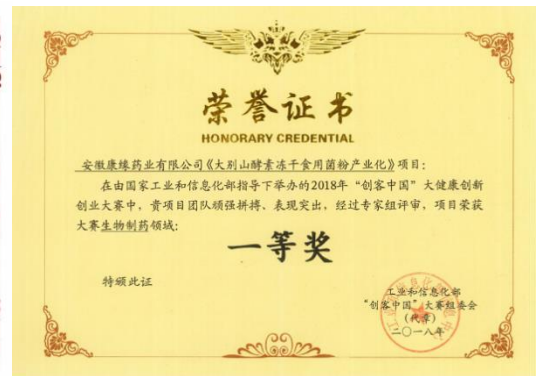 荣誉证书
HONORARY CREDENTIAL
安徽康缘药业有限公司《大别山酵素冻干食用菌粉产业化》项目：
在由国家工业和信息化部指导下举办的2018年“创客中国”大健康创新
创业大赛中，贵项目团队顽强拼搏、表现突出，经过专家组评审，项目荣获
大赛生物制药领域：
一等奖
特颁此证
工业和信息化部
“创客中国”大赛组委会
(代章)
二〇一八年